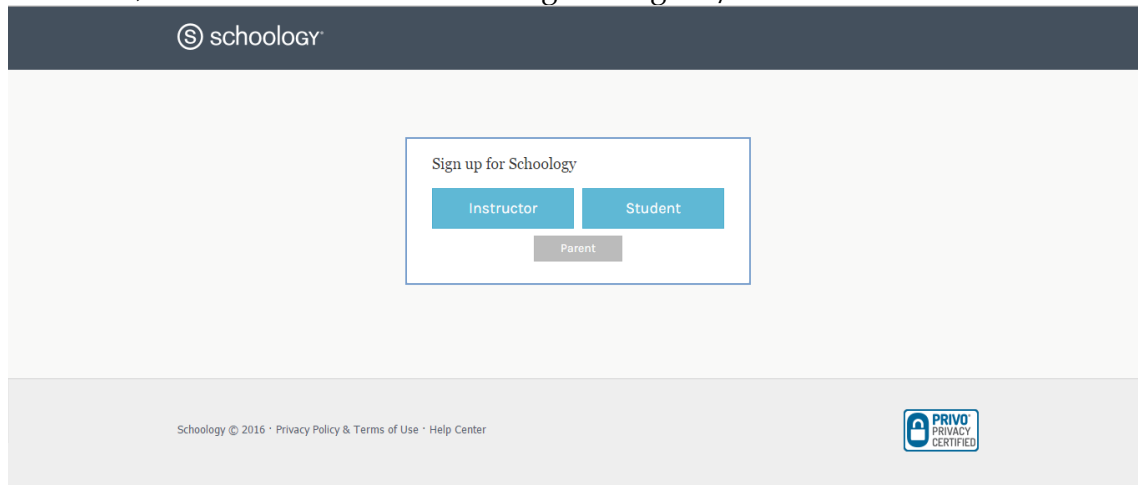 schoology
Sign up for Schoology
Instructor Student
Parent
Schoology © 2016 · Privacy Policy & Terms of Use · Help Center
PRIVO
PRIVACY
CERTIFIED